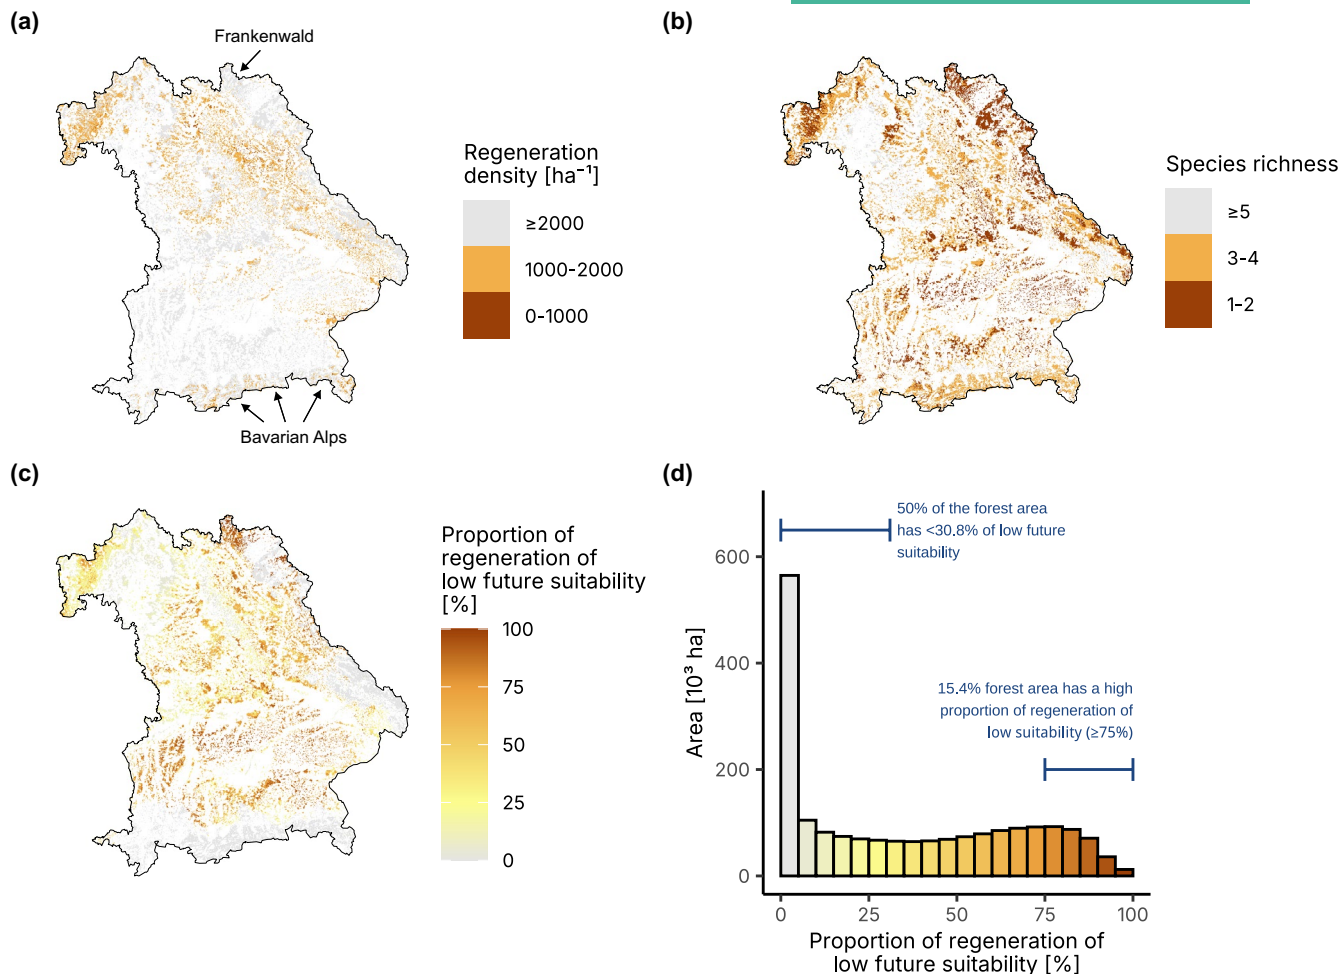 (a)
Frankenwald
Regeneration
density [ha⁻¹]
≥2000
1000-2000
0-1000
Bavarian Alps
(b)
Species richness
≥5
3-4
1-2
(c)
Proportion of
regeneration of
low future suitability
[%]
100
75
50
25
0
(d)
50% of the forest area
has <30.8% of low future
suitability
15.4% forest area has a high
proportion of regeneration of
low suitability (≥75%)
Area [10³ ha]
600
400
200
0
0
25
50
75
100
Proportion of regeneration of
low future suitability [%]